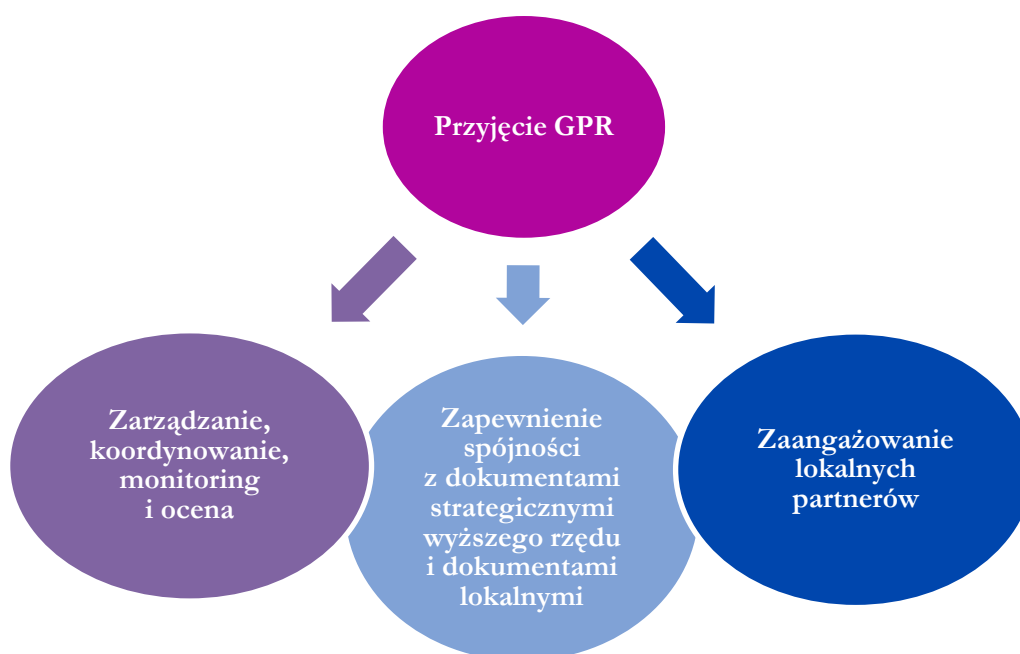 Przyjęcie GPR
Zarządzanie,
koordynowanie,
monitoring
i ocena
Zapewnienie
spójności
z dokumentami
strategicznymi
wyższego rzędu
i dokumentami
lokalnymi
Zaangażowanie
lokalnych
partnerów